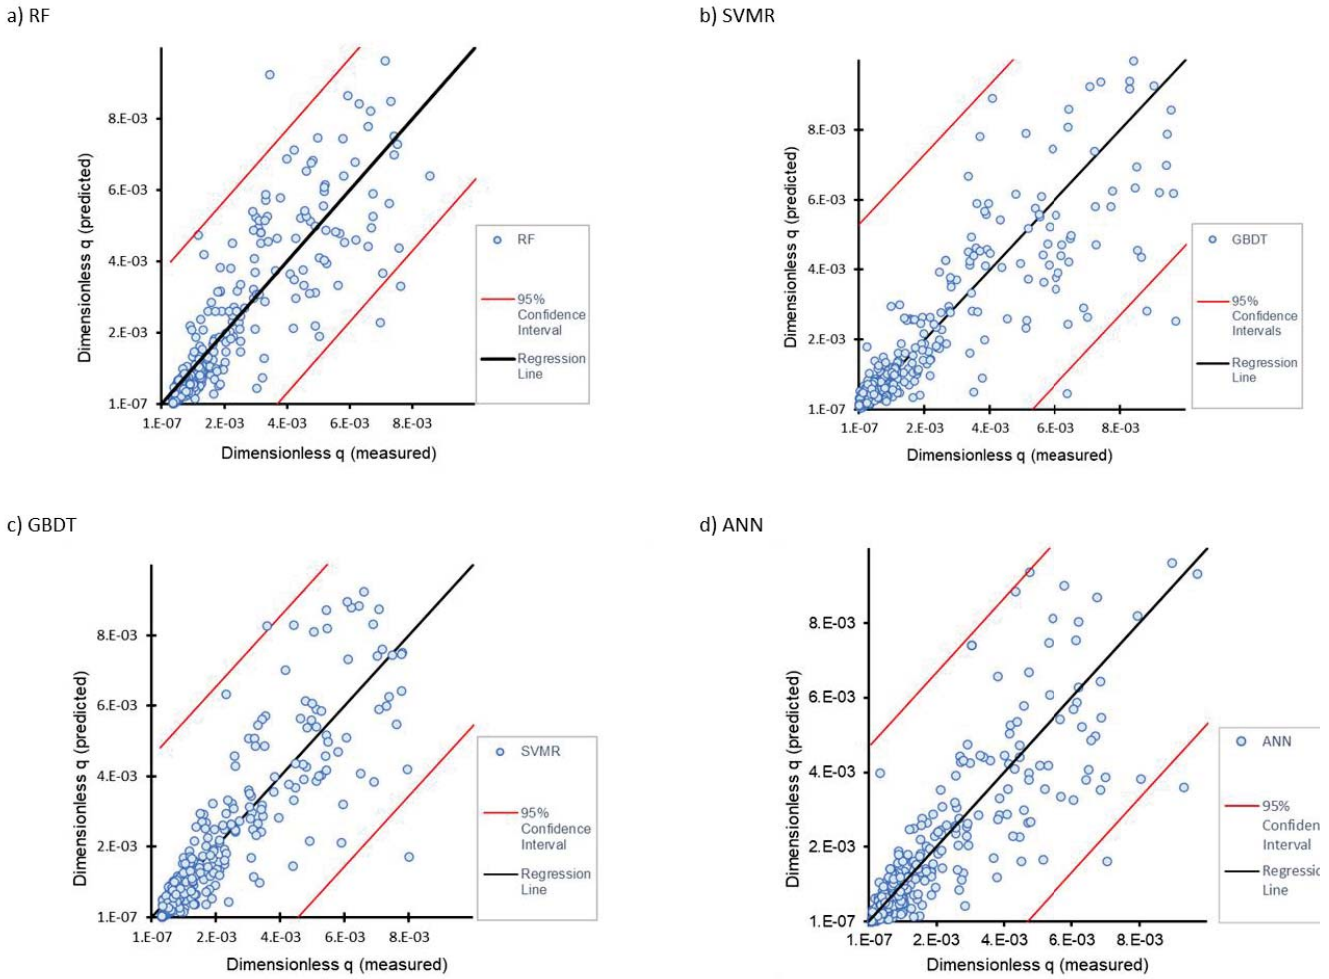 a) RF
8.E-03
6.E-03
4.E-03
2.E-03
1.E-07
Dimensionless q (predicted)
1.E-07 2.E-03 4.E-03 6.E-03 8.E-03
Dimensionless q (measured)
RF
95%
Confidence
Interval
Regression
Line
b) SVMR
8.E-03
6.E-03
4.E-03
2.E-03
1.E-07
Dimensionless q (predicted)
1.E-07 2.E-03 4.E-03 6.E-03 8.E-03
Dimensionless q (measured)
GBDT
95%
Confidence
Intervals
Regression
Line
c) GBDT
8.E-03
6.E-03
4.E-03
2.E-03
1.E-07
Dimensionless q (predicted)
1.E-07 2.E-03 4.E-03 6.E-03 8.E-03
Dimensionless q (measured)
SVMR
95%
Confidence
Interval
Regression
Line
d) ANN
8.E-03
6.E-03
4.E-03
2.E-03
1.E-07
Dimensionless q (predicted)
1.E-07 2.E-03 4.E-03 6.E-03 8.E-03
Dimensionless q (measured)
ANN
95%
Confiden
Interval
Regressio
Line